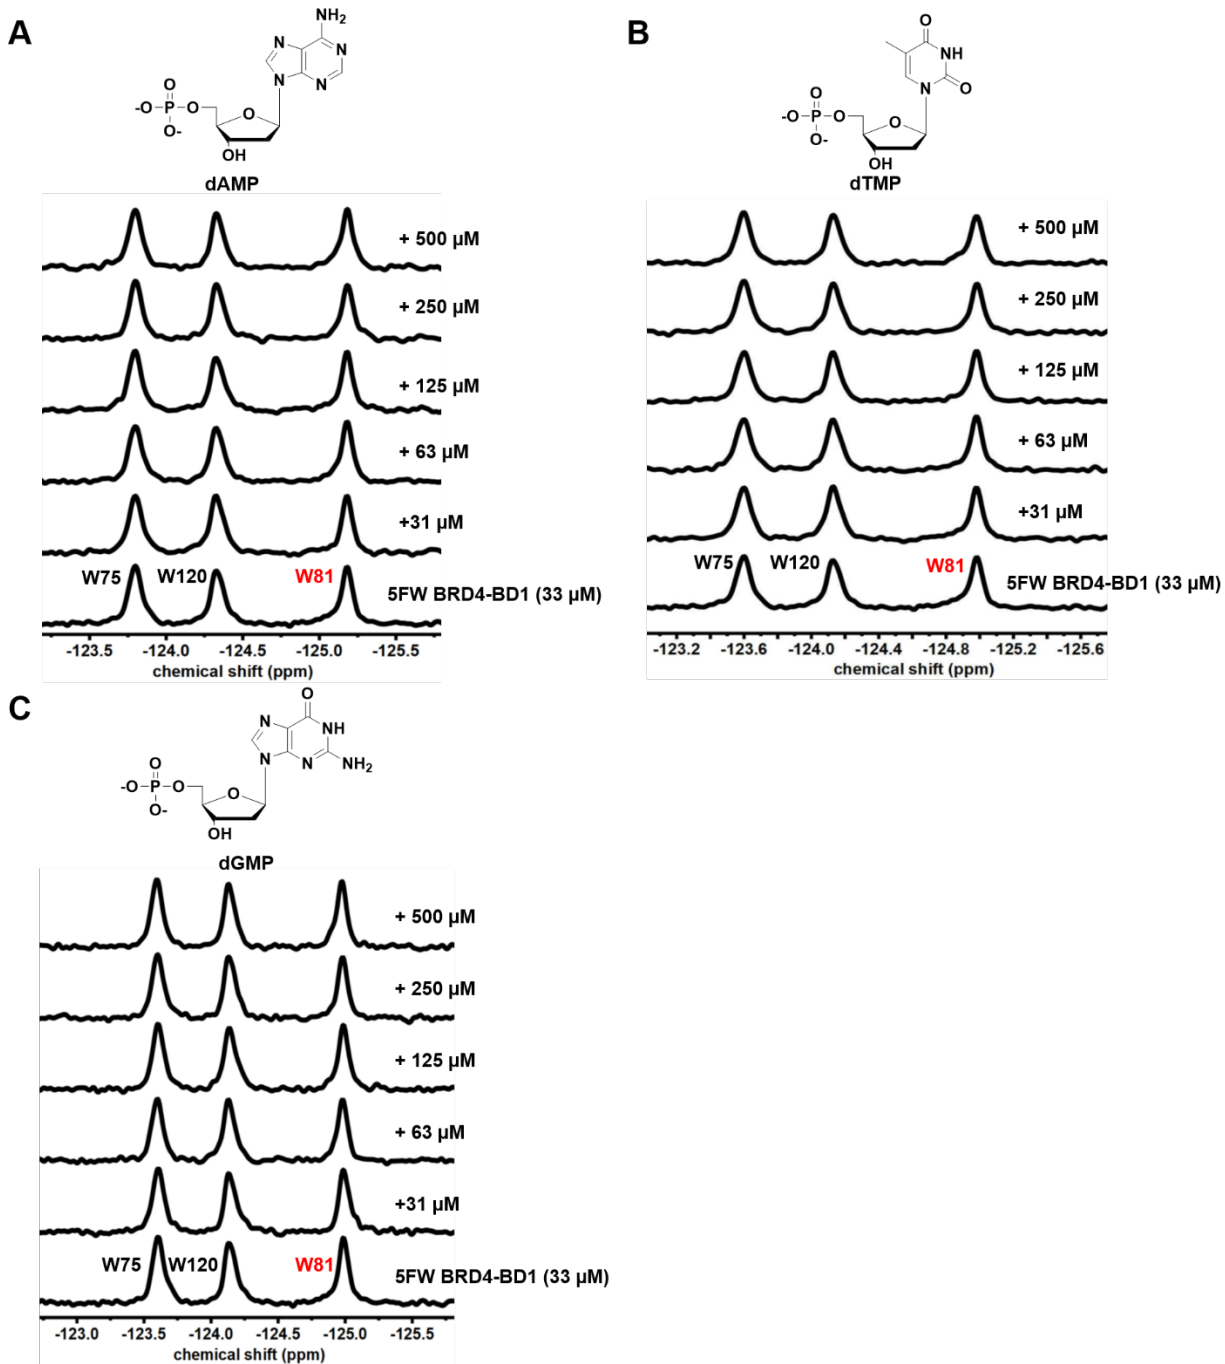 A
NH₂
N
N
N
N
O
-O
P
O
O
O-
OH
dAMP
+ 500 µM
+ 250 µM
+ 125 µM
+ 63 µM
+31 µM
W75
W120
W81
5FW BRD4-BD1 (33 µM)
-123.5 -124.0 -124.5 -125.0 -125.5
chemical shift (ppm)
B
O
NH
N
O
O
-O
P
O
O
O-
OH
dTMP
+ 500 µM
+ 250 µM
+ 125 µM
+ 63 µM
+31 µM
W75
W120
W81
5FW BRD4-BD1 (33 µM)
-123.2 -123.6 -124.0 -124.4 -124.8 -125.2 -125.6
chemical shift (ppm)
C
O
N
NH
N
N
NH₂
O
-O
P
O
O
O-
OH
dGMP
+ 500 µM
+ 250 µM
+ 125 µM
+ 63 µM
+31 µM
W75
W120
W81
5FW BRD4-BD1 (33 µM)
-123.0 -123.5 -124.0 -124.5 -125.0 -125.5
chemical shift (ppm)